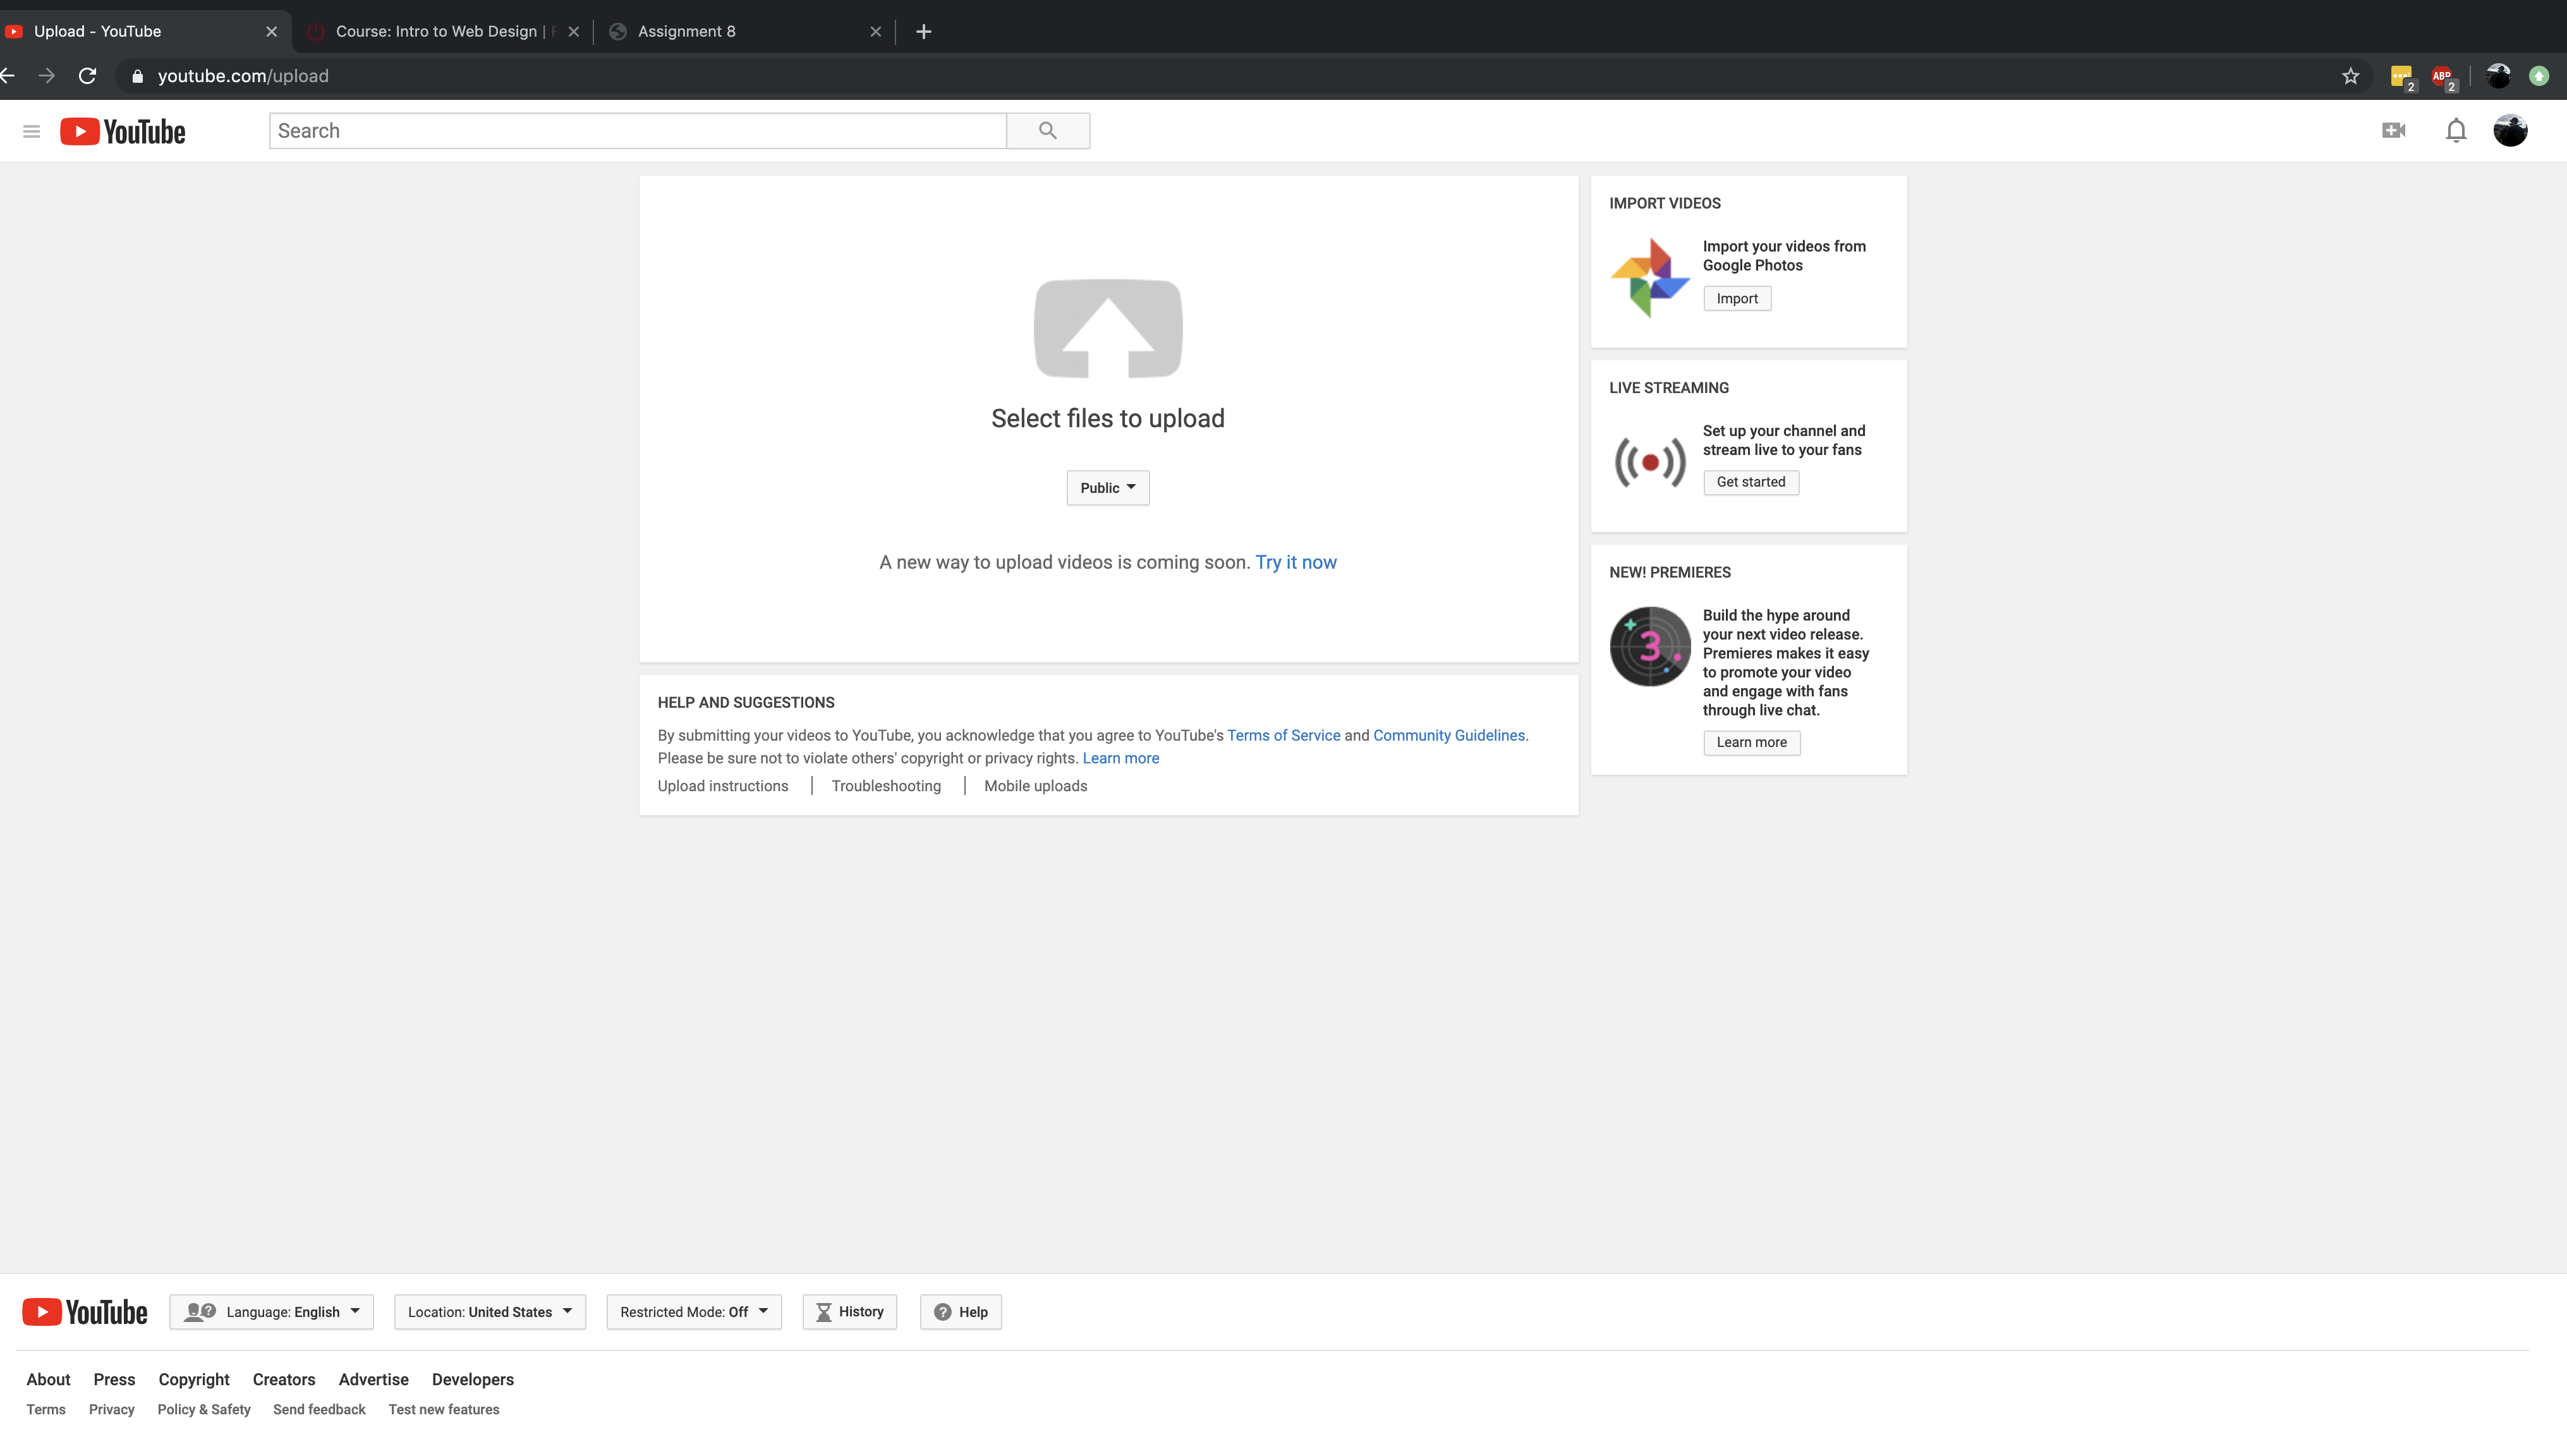 Upload - YouTube
Course: Intro to Web Design |
Assignment 8
youtube.com/upload
2
ABP
2
YouTube
Search
Select files to upload
Public
A new way to upload videos is coming soon. Try it now
HELP AND SUGGESTIONS
By submitting your videos to YouTube, you acknowledge that you agree to YouTube's Terms of Service and Community Guidelines.
Please be sure not to violate others' copyright or privacy rights. Learn more
Upload instructions
Troubleshooting
Mobile uploads
IMPORT VIDEOS
Import your videos from
Google Photos
Import
LIVE STREAMING
Set up your channel and
stream live to your fans
Get started
NEW! PREMIERES
3
Build the hype around
your next video release.
Premieres makes it easy
to promote your video
and engage with fans
through live chat.
Learn more
YouTube
Language: English
Location: United States
Restricted Mode: Off
History
? Help
About Press Copyright Creators Advertise Developers
Terms Privacy Policy & Safety Send feedback Test new features